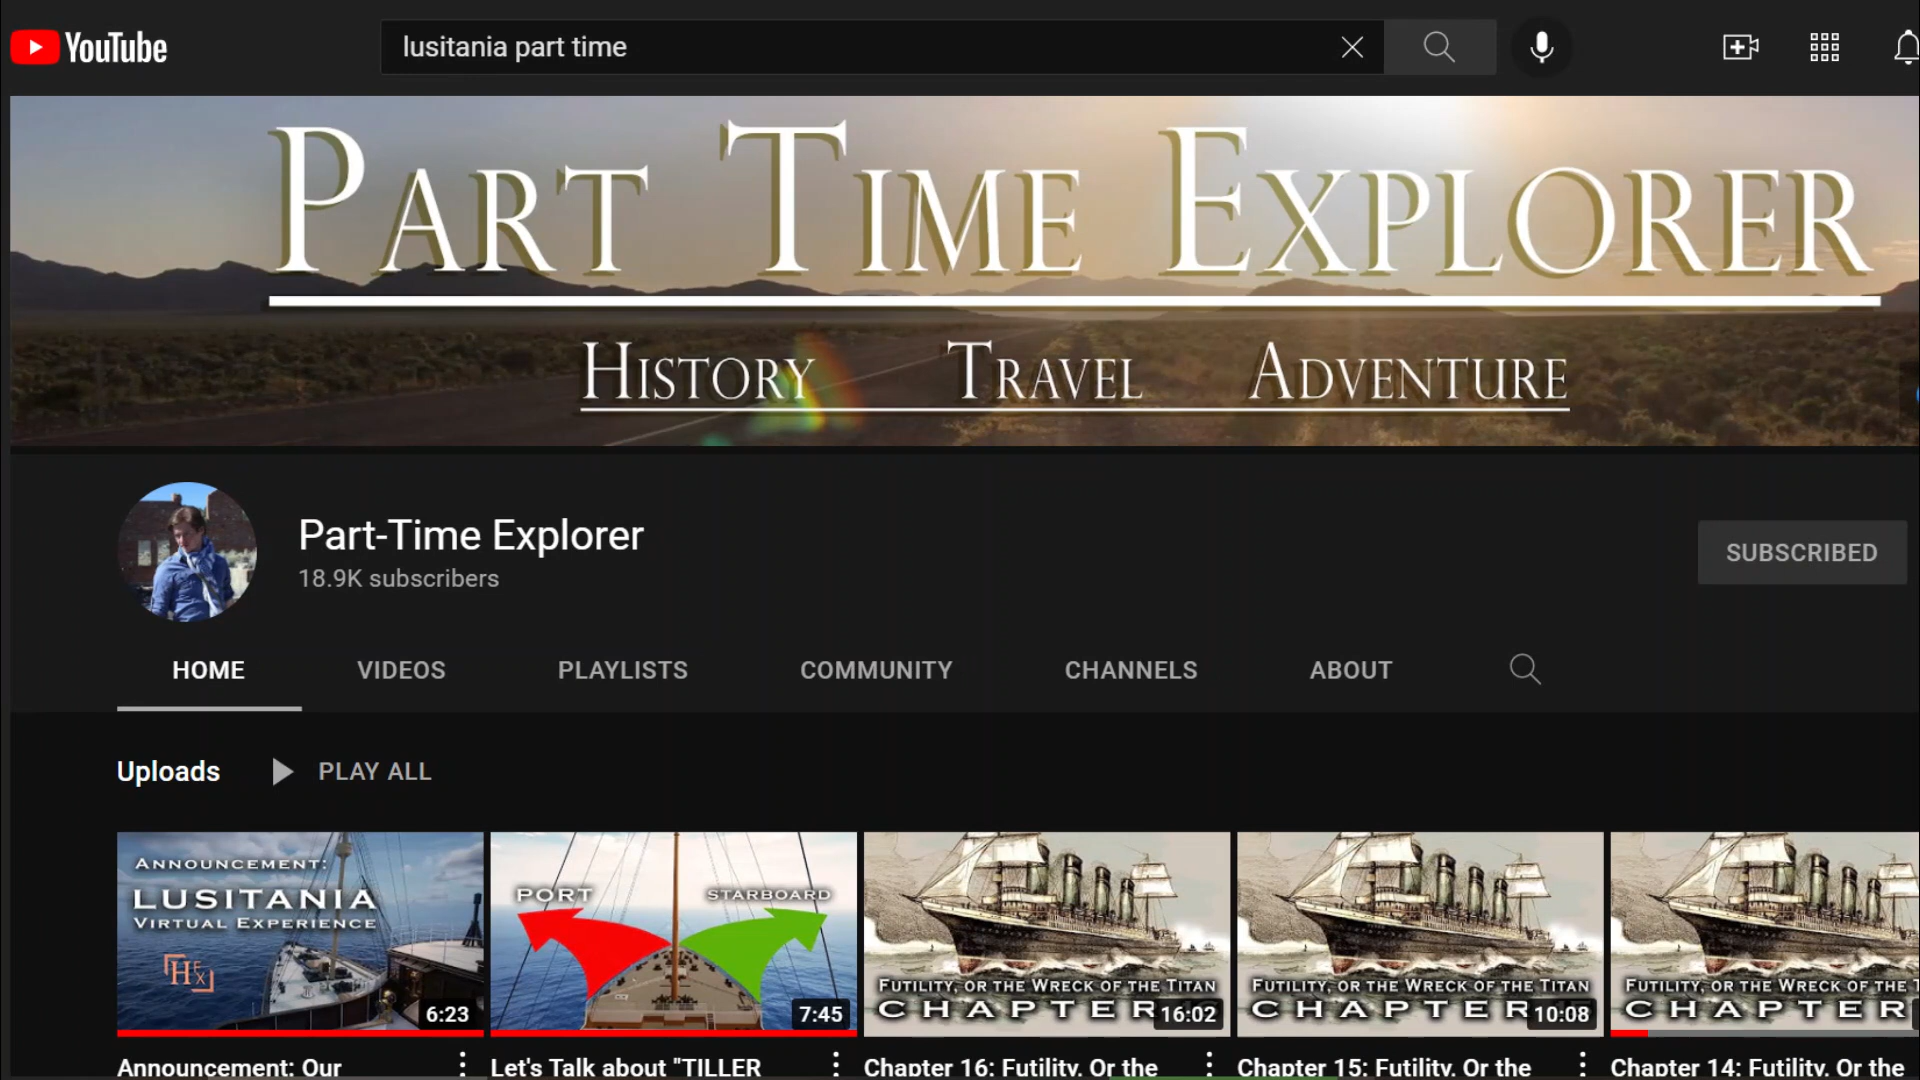 YouTube
lusitania part time
PART TIME EXPLORER
HISTORY TRAVEL ADVENTURE
Part-Time Explorer
18.9K subscribers
SUBSCRIBED
HOME VIDEOS PLAYLISTS COMMUNITY CHANNELS ABOUT
Uploads PLAY ALL
ANNOUNCEMENT:
LUSITANIA
VIRTUAL EXPERIENCE
HFX
6:23
PORT STARBOARD
7:45
FUTILITY, OR THE WRECK OF THE TITAN
CHAPTER
16:02
FUTILITY, OR THE WRECK OF THE TITAN
CHAPTER
10:08
FUTILITY, OR THE WRECK OF THE
CHAPTER
Announcement: Our
Let's Talk about "TILLER
Chapter 16: Futility, Or the
Chapter 15: Futility, Or the
Chapter 14: Futility, Or the